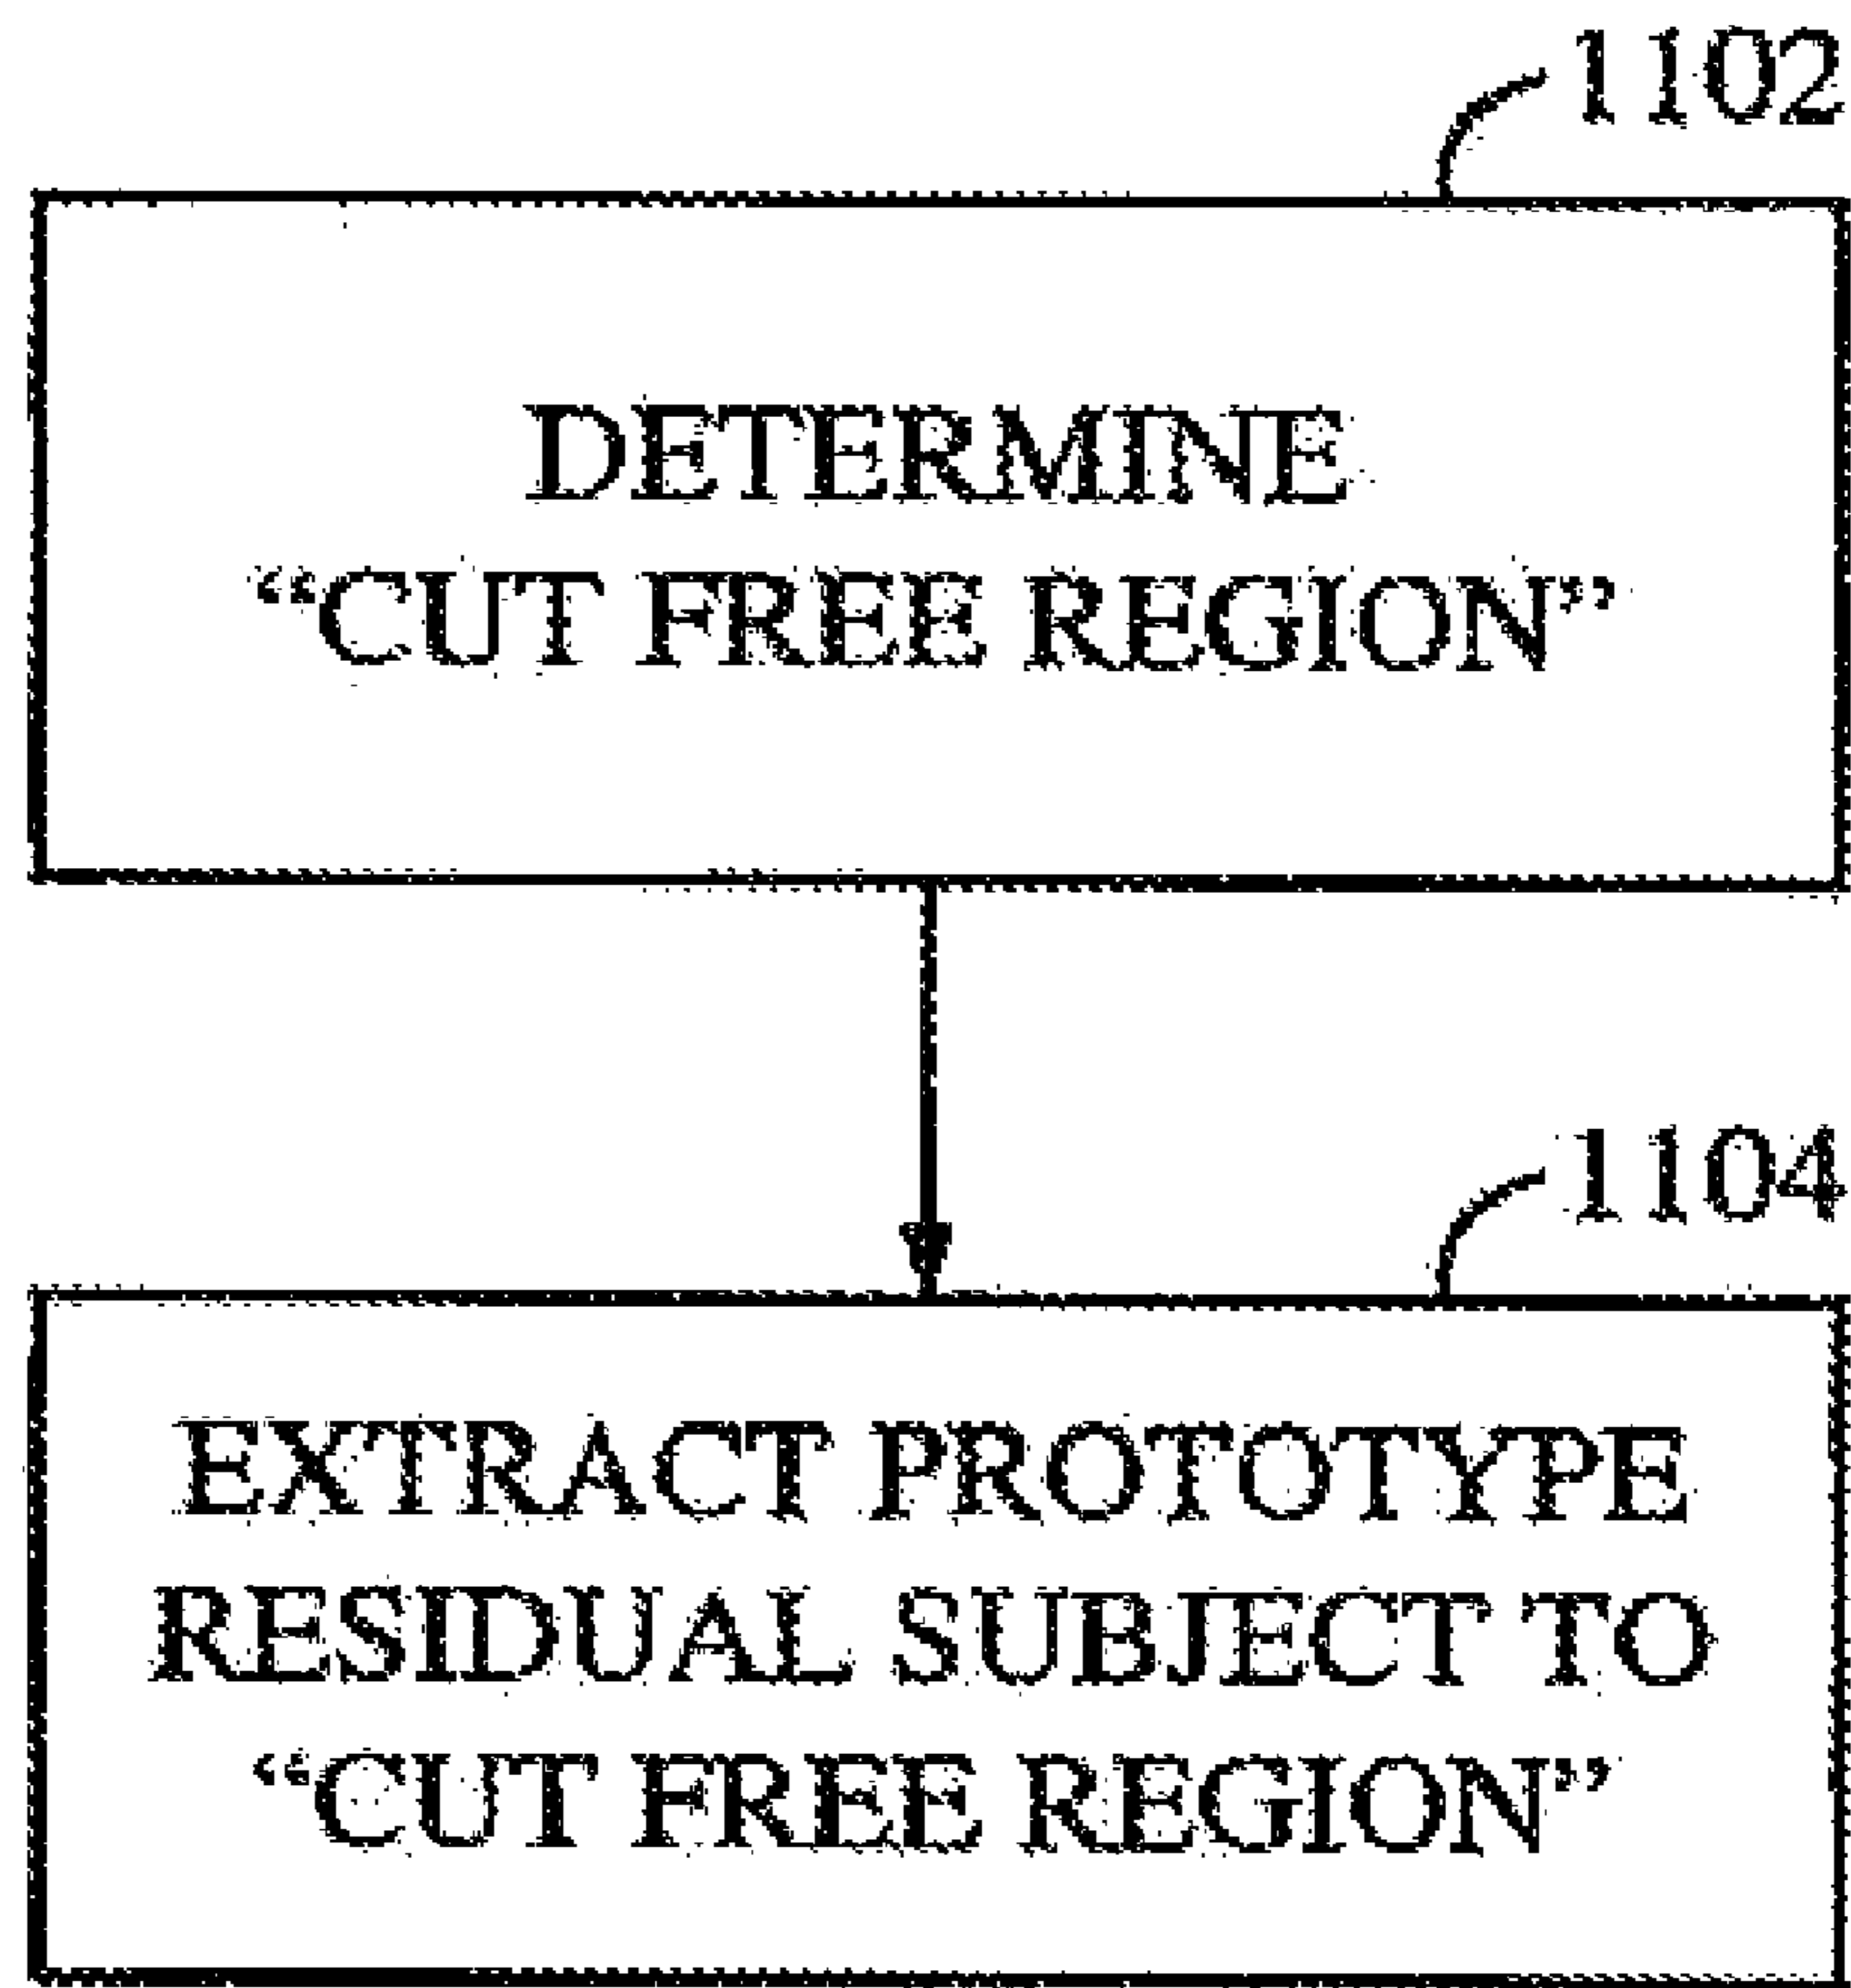 1102
DETERMINE
“CUT FREE REGION”
1104
EXTRACT PROTOTYPE
RESIDUAL SUBJECT TO
“CUT FREE REGION”